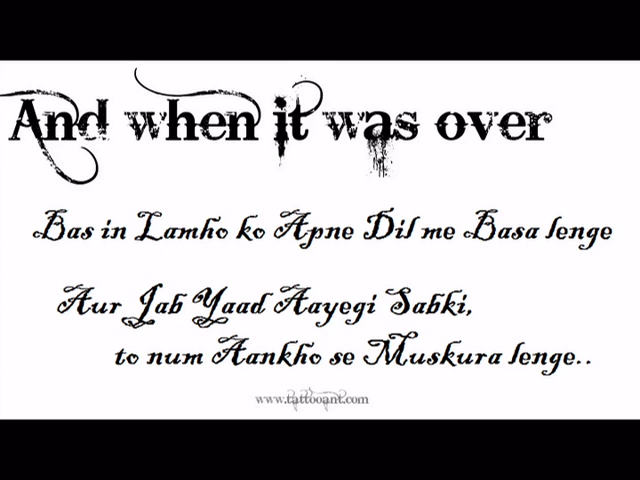 And when it was over
Bas in Lamho ko Apne Dil me Basa lenge
Aur Jab Yaad Aayegi Sabki,
to num Aankho se Muskura lenge..
www.tattooant.com